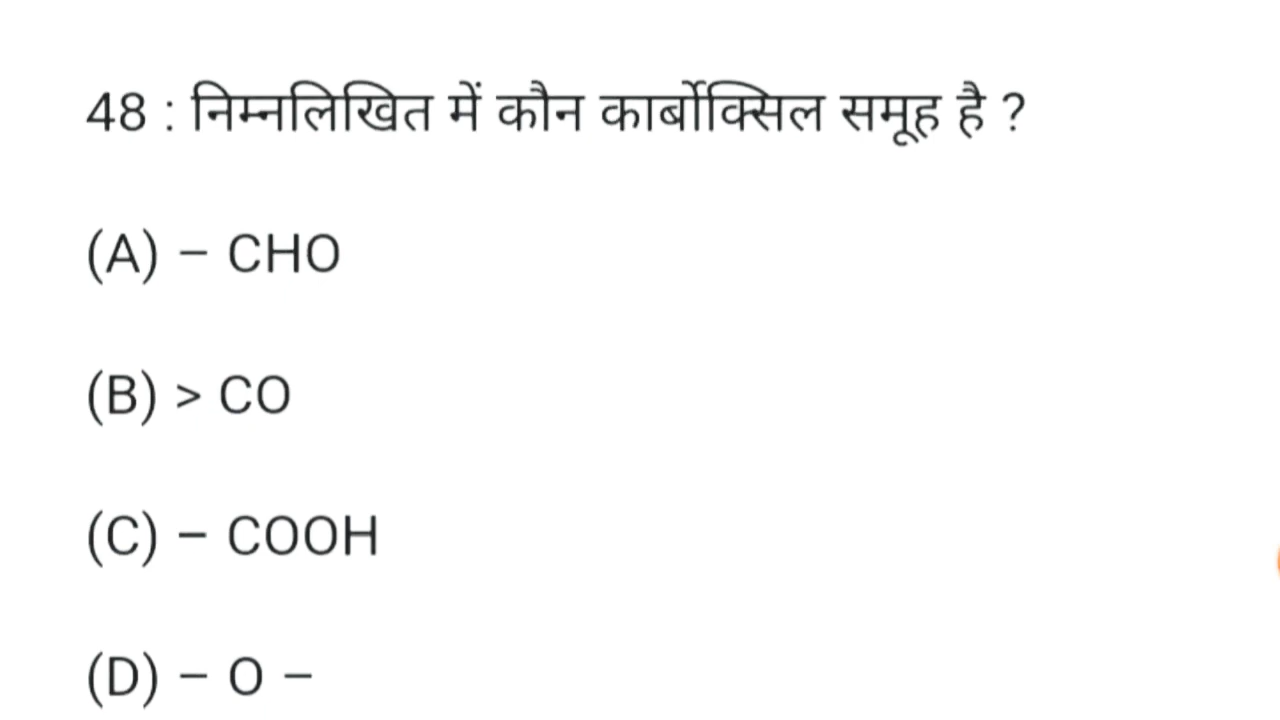 48 : निम्नलिखित में कौन कार्बोक्सिल समूह है ?
(A) – CHO
(B) > CO
(C) – COOH
(D) – O –